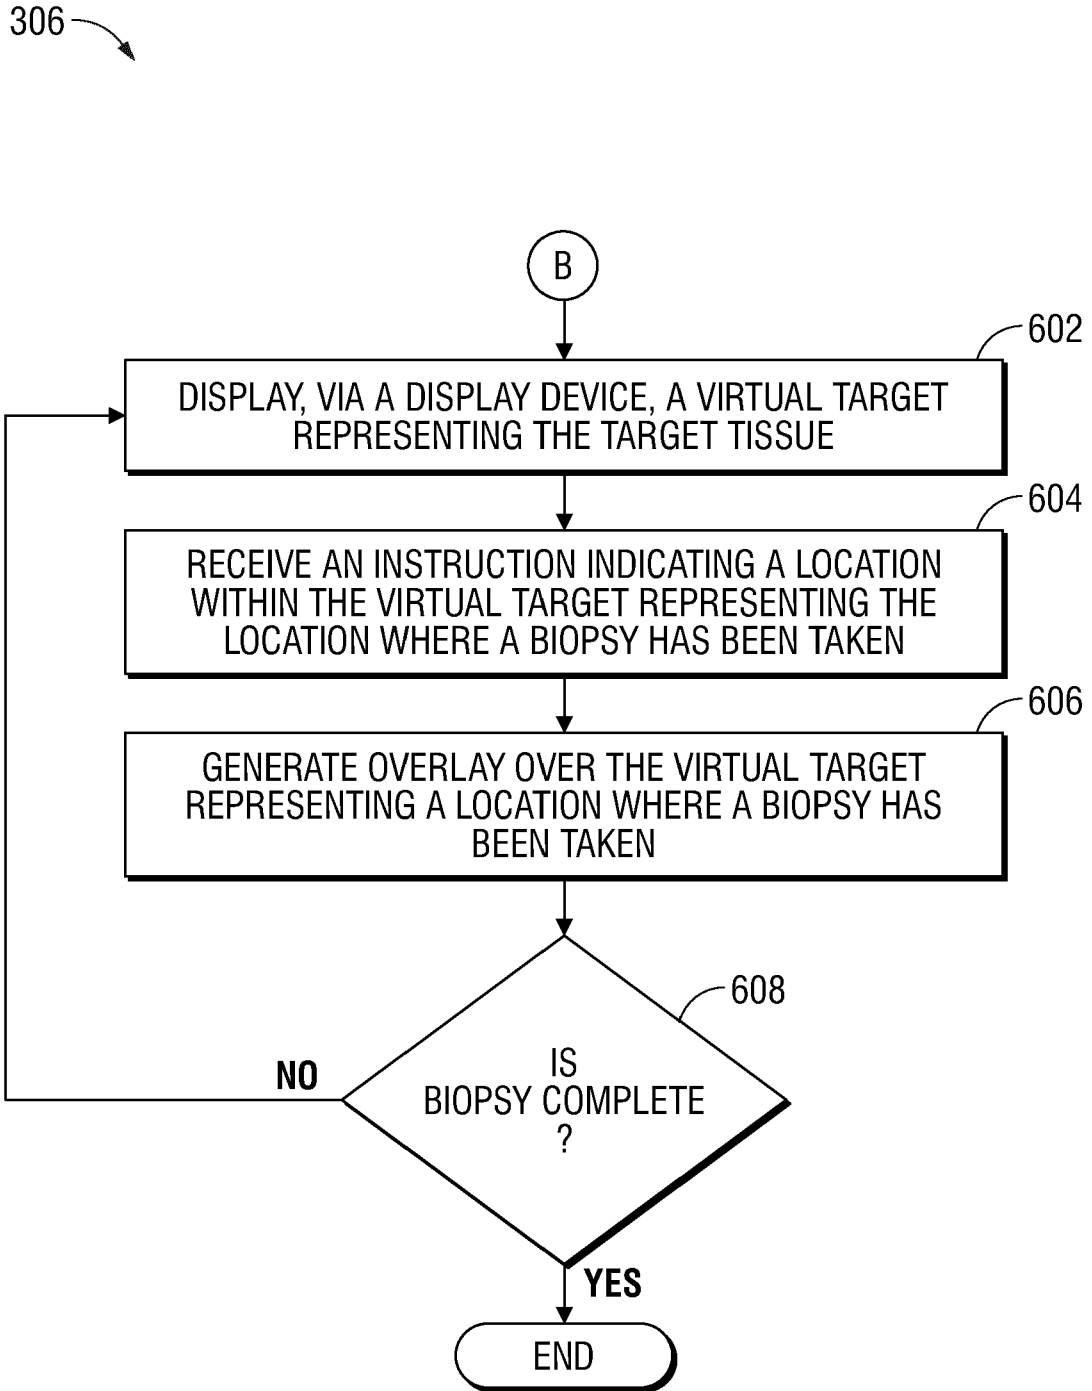 306
B
602
DISPLAY, VIA A DISPLAY DEVICE, A VIRTUAL TARGET
REPRESENTING THE TARGET TISSUE
604
RECEIVE AN INSTRUCTION INDICATING A LOCATION
WITHIN THE VIRTUAL TARGET REPRESENTING THE
LOCATION WHERE A BIOPSY HAS BEEN TAKEN
606
GENERATE OVERLAY OVER THE VIRTUAL TARGET
REPRESENTING A LOCATION WHERE A BIOPSY HAS
BEEN TAKEN
608
IS
BIOPSY COMPLETE
?
NO
YES
END